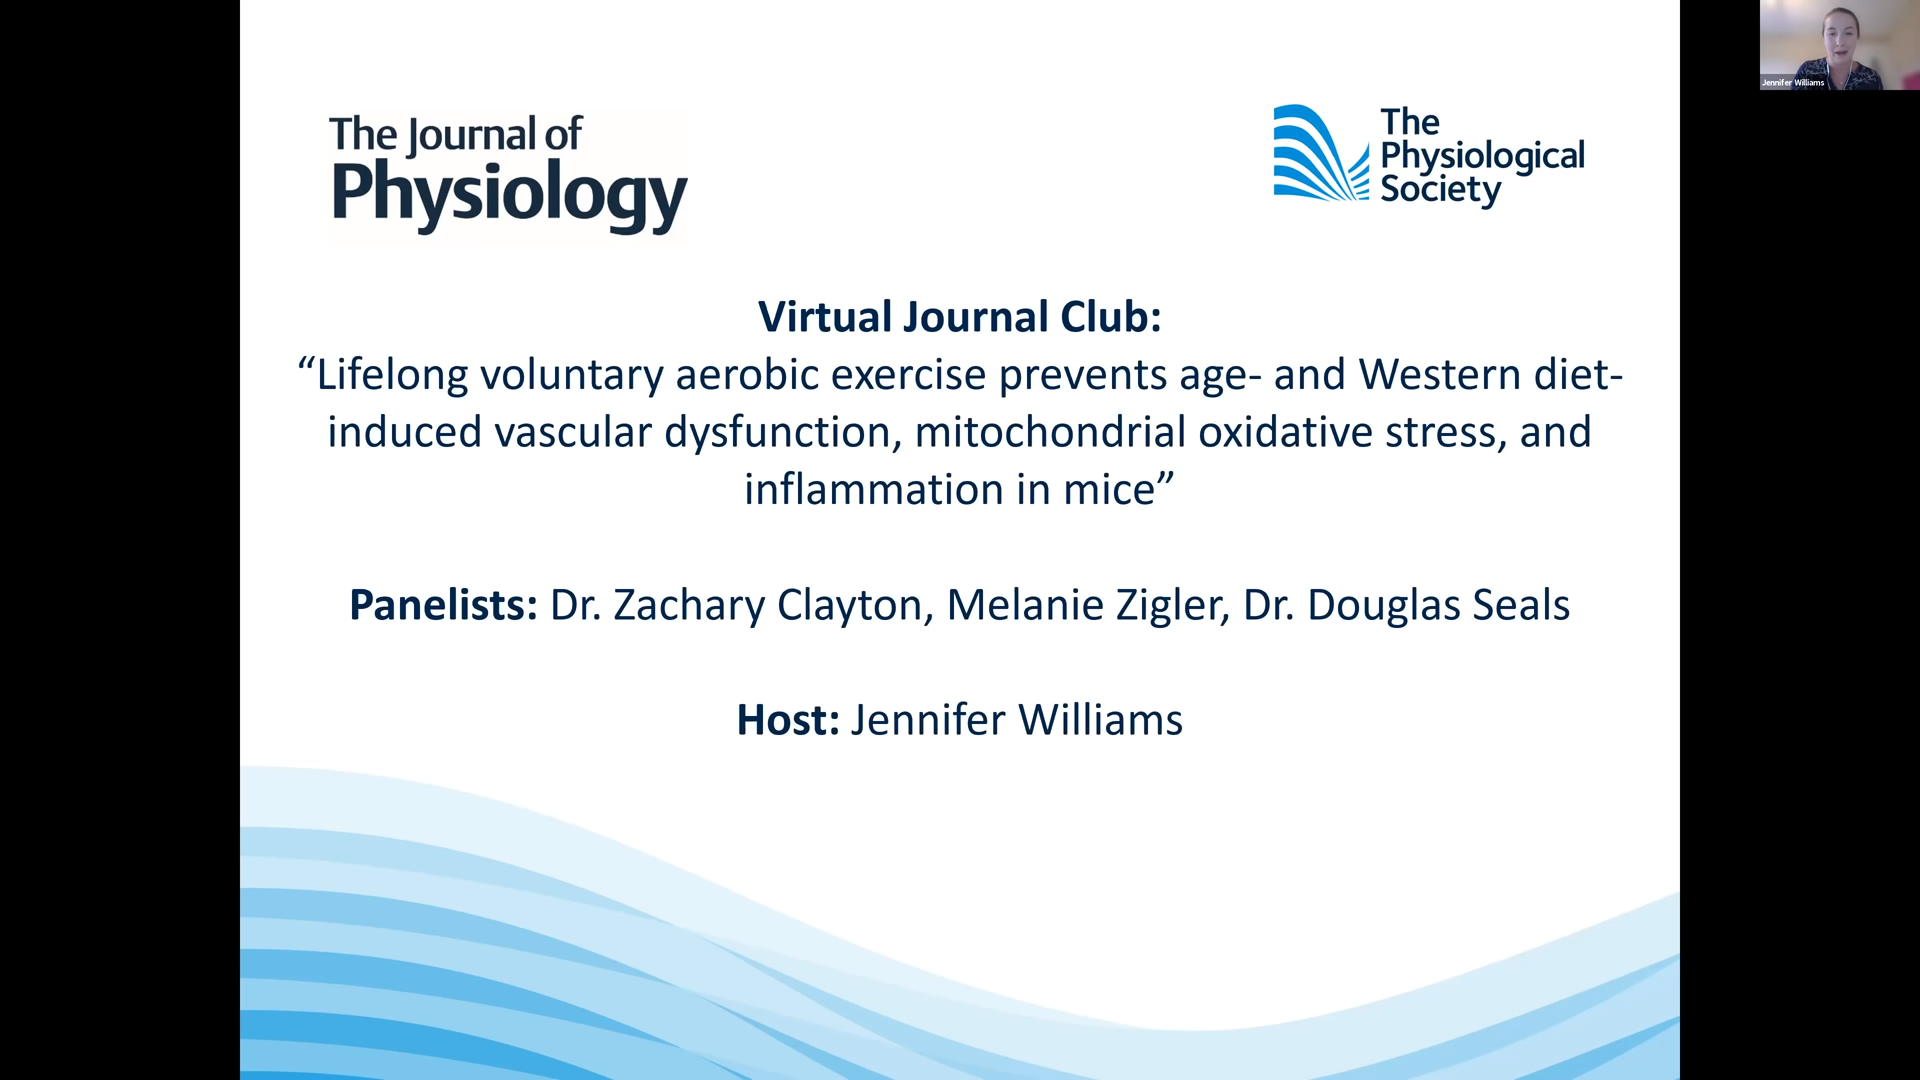 Jennifer Williams
The Journal of
Physiology
The
Physiological
Society
Virtual Journal Club:
“Lifelong voluntary aerobic exercise prevents age- and Western diet-
induced vascular dysfunction, mitochondrial oxidative stress, and
inflammation in mice”
Panelists: Dr. Zachary Clayton, Melanie Zigler, Dr. Douglas Seals
Host: Jennifer Williams